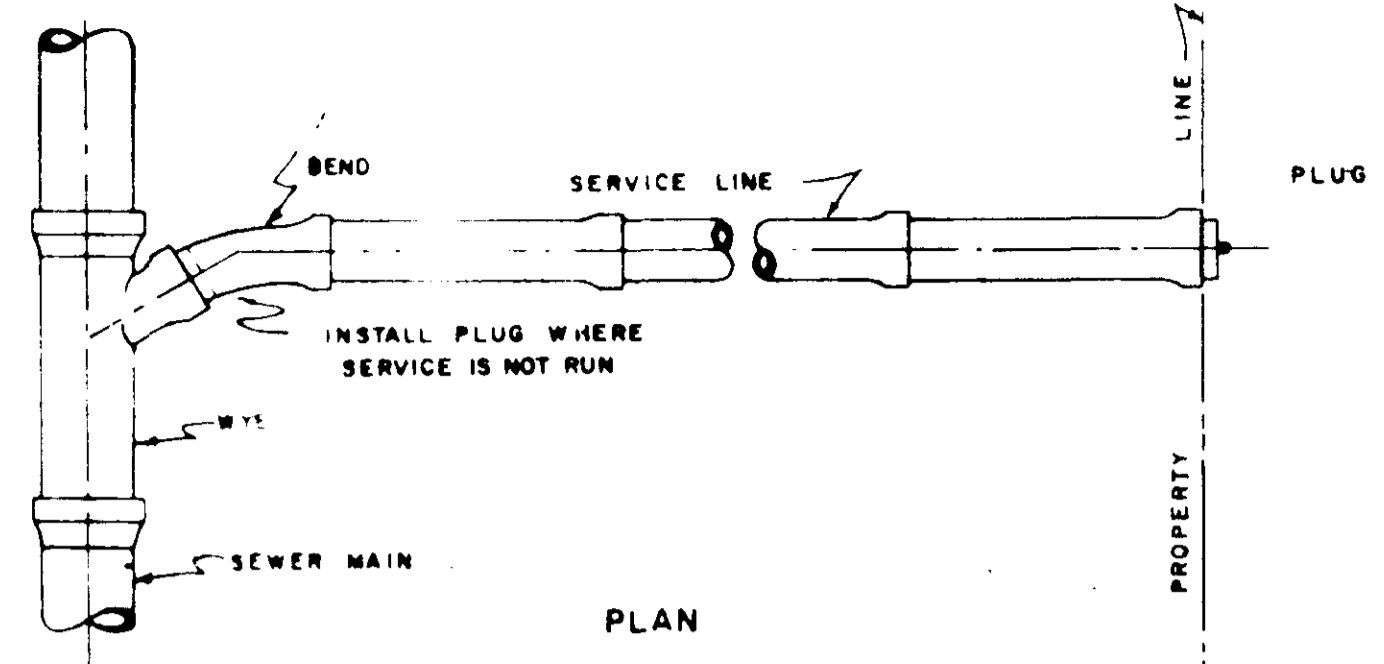 LINE
PLUG
BEND
SERVICE LINE
INSTALL PLUG WHERE
SERVICE IS NOT RUN
WYE
PROPERTY
SEWER MAIN
PLAN